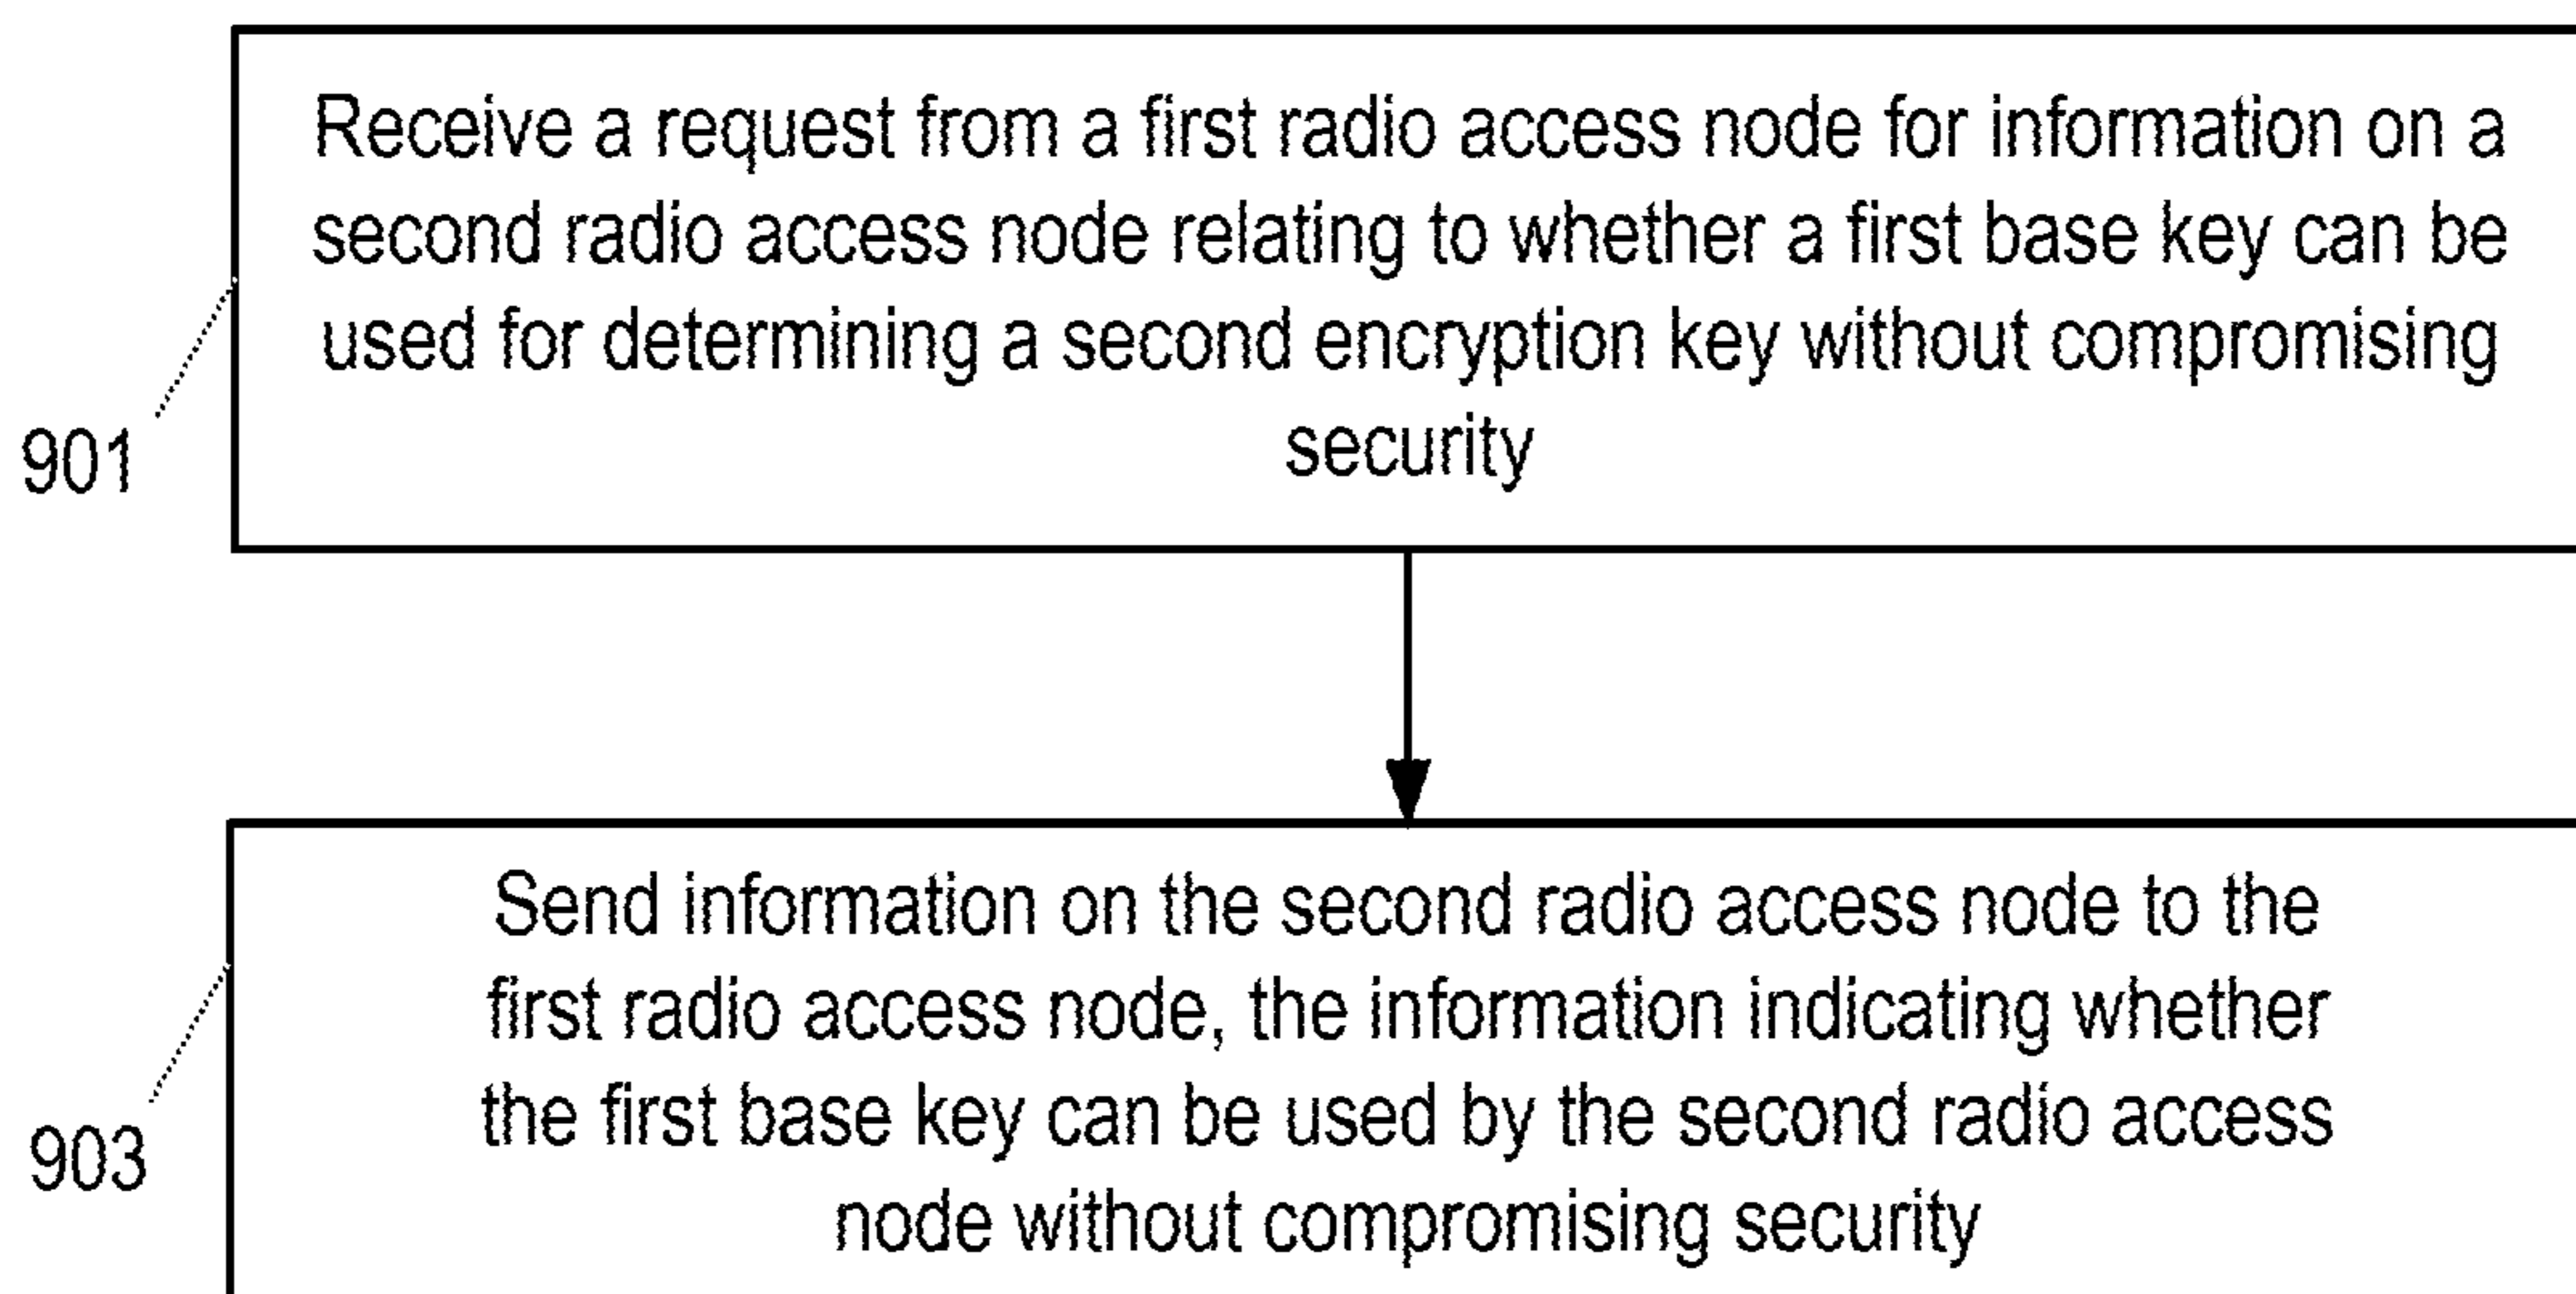 Receive a request from a first radio access node for information on a
second radio access node relating to whether a first base key can be
used for determining a second encryption key without compromising
security
901
Send information on the second radio access node to the
first radio access node, the information indicating whether
the first base key can be used by the second radio access
node without compromising security
903